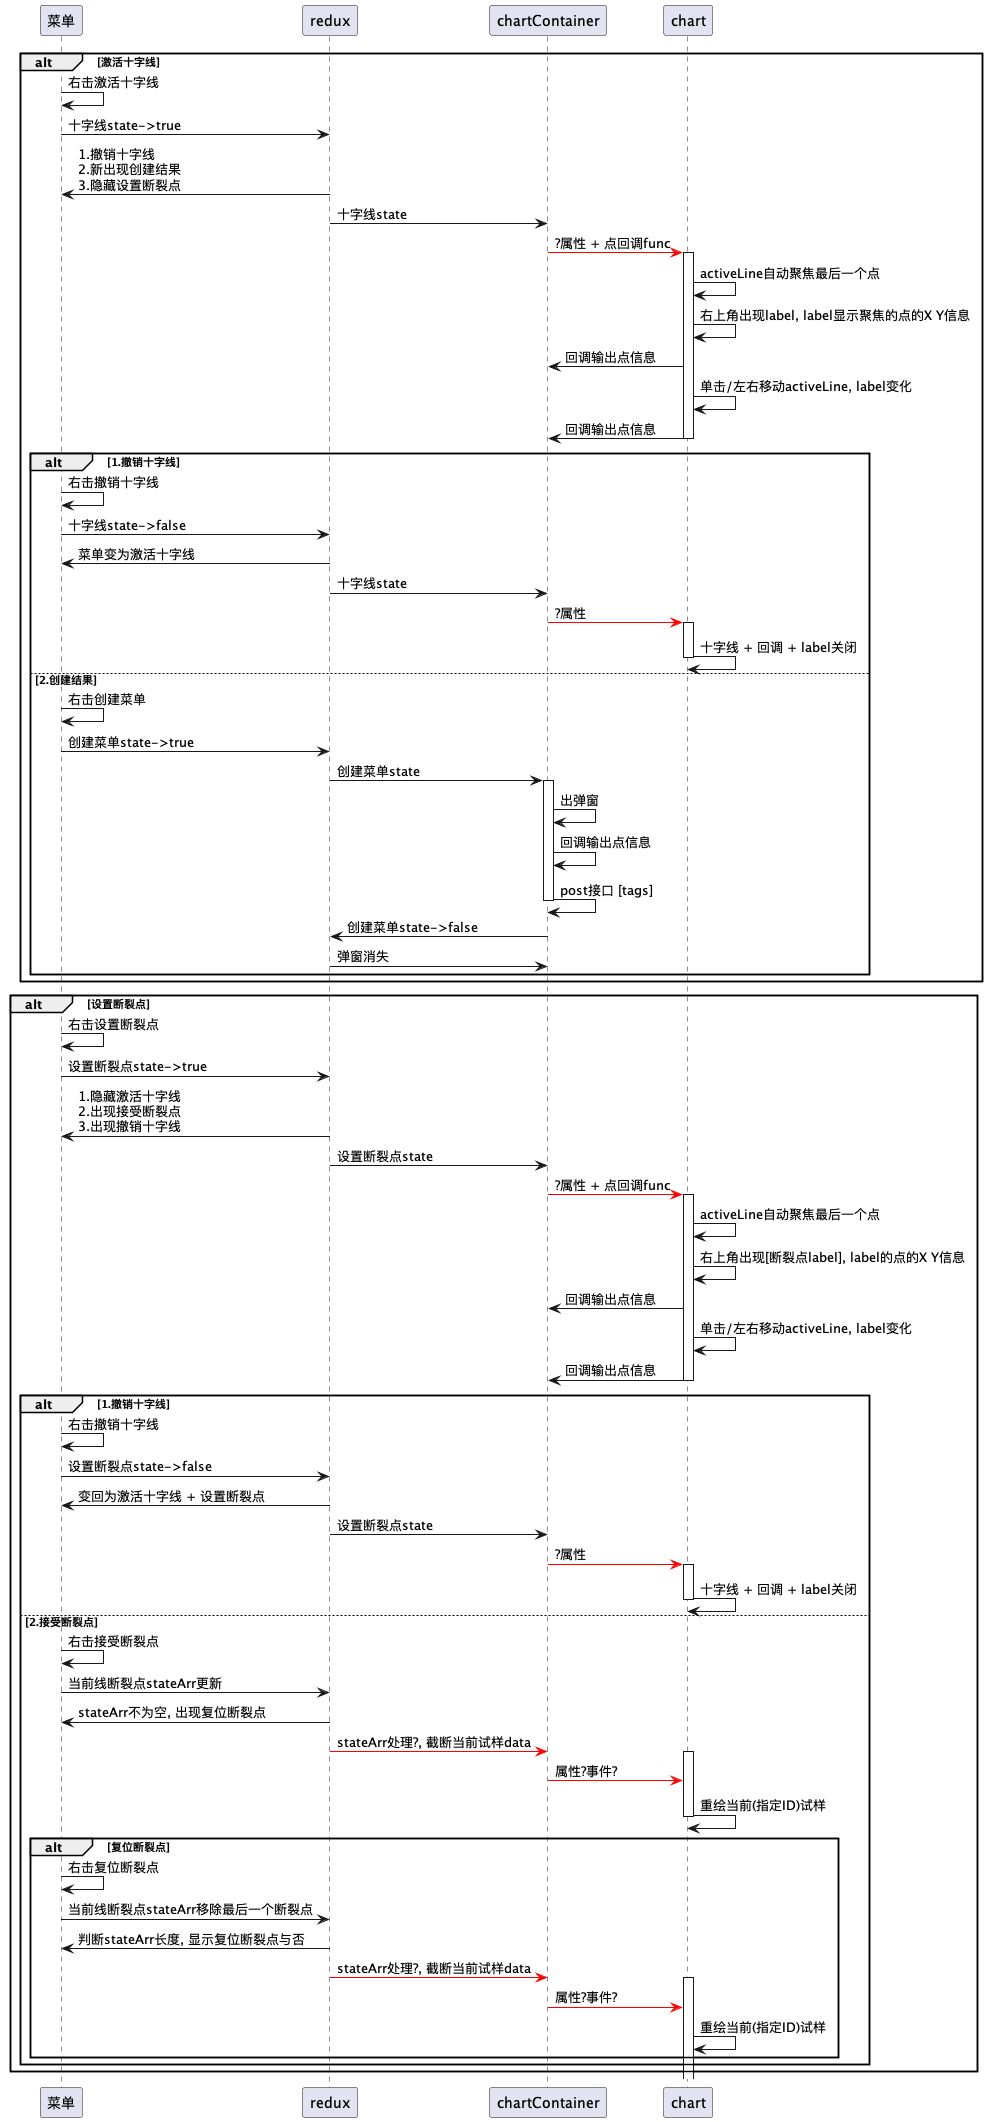 菜单
redux
chartContainer
chart
alt
[激活十字线]
右击激活十字线
十字线state->true
1.撤销十字线
2.新出现创建结果
3.隐藏设置断裂点
十字线state
?属性 + 点回调func
activeLine自动聚焦最后一个点
右上角出现label, label显示聚焦的点的X Y信息
回调输出点信息
单击/左右移动activeLine, label变化
回调输出点信息
alt
[1.撤销十字线]
右击撤销十字线
十字线state->false
菜单变为激活十字线
十字线state
?属性
十字线 + 回调 + label关闭
[2.创建结果]
右击创建菜单
创建菜单state->true
创建菜单state
出弹窗
回调输出点信息
post接口 [tags]
创建菜单state->false
弹窗消失
alt
[设置断裂点]
右击设置断裂点
设置断裂点state->true
1.隐藏激活十字线
2.出现接受断裂点
3.出现撤销十字线
设置断裂点state
?属性 + 点回调func
activeLine自动聚焦最后一个点
右上角出现[断裂点label], label的点的X Y信息
回调输出点信息
单击/左右移动activeLine, label变化
回调输出点信息
alt
[1.撤销十字线]
右击撤销十字线
设置断裂点state->false
变回为激活十字线 + 设置断裂点
设置断裂点state
?属性
十字线 + 回调 + label关闭
[2.接受断裂点]
右击接受断裂点
当前线断裂点stateArr更新
stateArr不为空, 出现复位断裂点
stateArr处理?, 截断当前试样data
属性?事件?
重绘当前(指定ID)试样
alt
[复位断裂点]
右击复位断裂点
当前线断裂点stateArr移除最后一个断裂点
判断stateArr长度, 显示复位断裂点与否
stateArr处理?, 截断当前试样data
属性?事件?
重绘当前(指定ID)试样
菜单
redux
chartContainer
chart